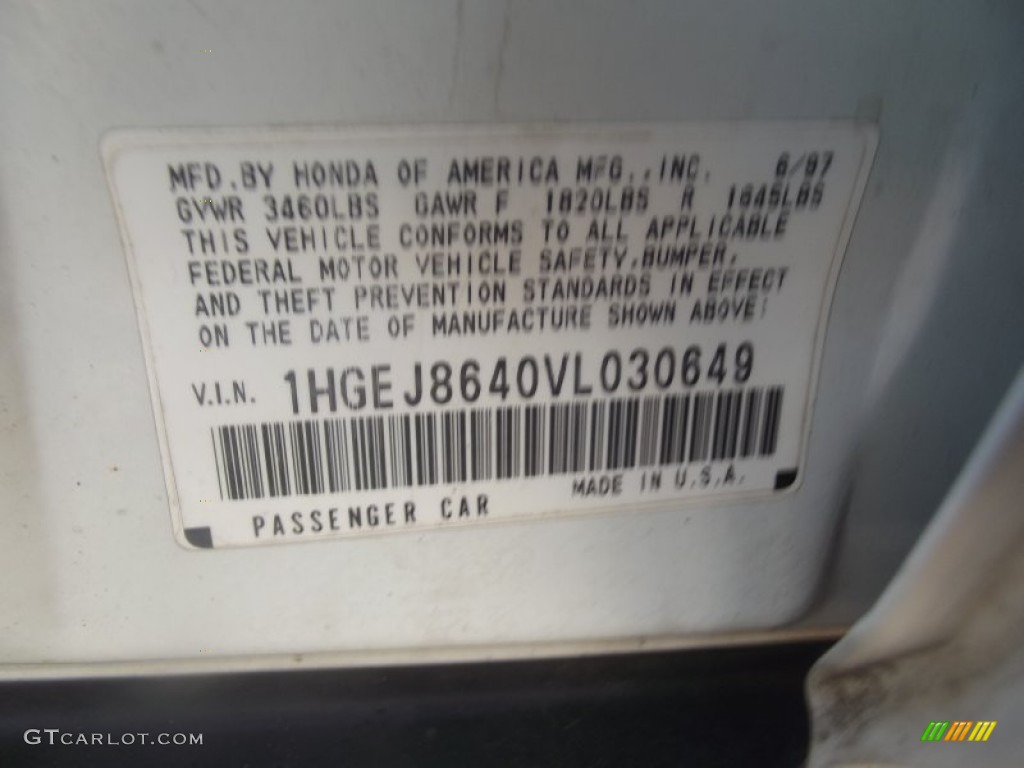 MFD. BY HONDA OF AMERICA MFG., INC. 6/97
GVWR 3460LBS GAWR F 1820LBS R 1645LBS
THIS VEHICLE CONFORMS TO ALL APPLICABLE
FEDERAL MOTOR VEHICLE SAFETY, BUMPER,
AND THEFT PREVENTION STANDARDS IN EFFECT
ON THE DATE OF MANUFACTURE SHOWN ABOVE.
V.I.N. 1HGEJ8640VL030649
PASSENGER CAR MADE IN U.S.A.
GTCARLOT.COM